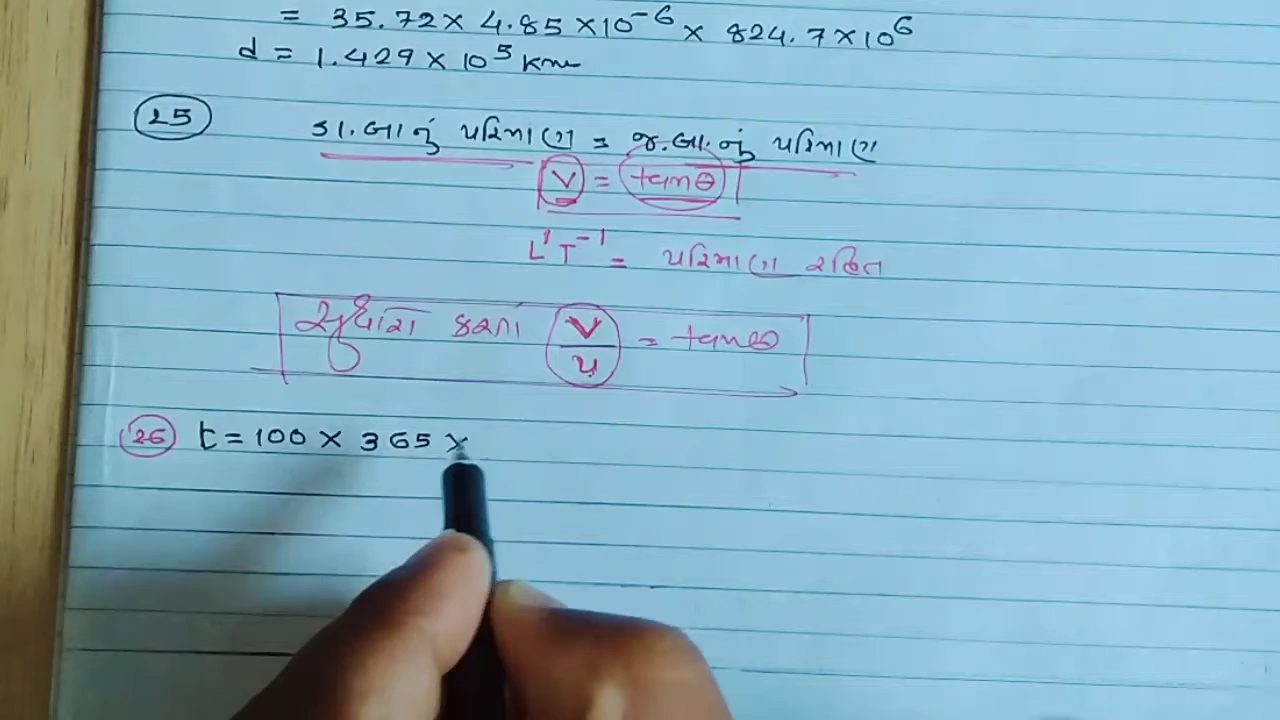 = 35.72 × 4.85 × 10⁻⁶ × 824.7 × 10⁶
d = 1.429 × 10⁵ km
25
ડા.બાનું પરિમાણ = જ.બા.નું પરિમાણ
v = tanθ
L¹T⁻¹ = પરિમાણ રહિત
સુધારો કરતાં v/u = tanθ
26 t = 100 × 365 ×